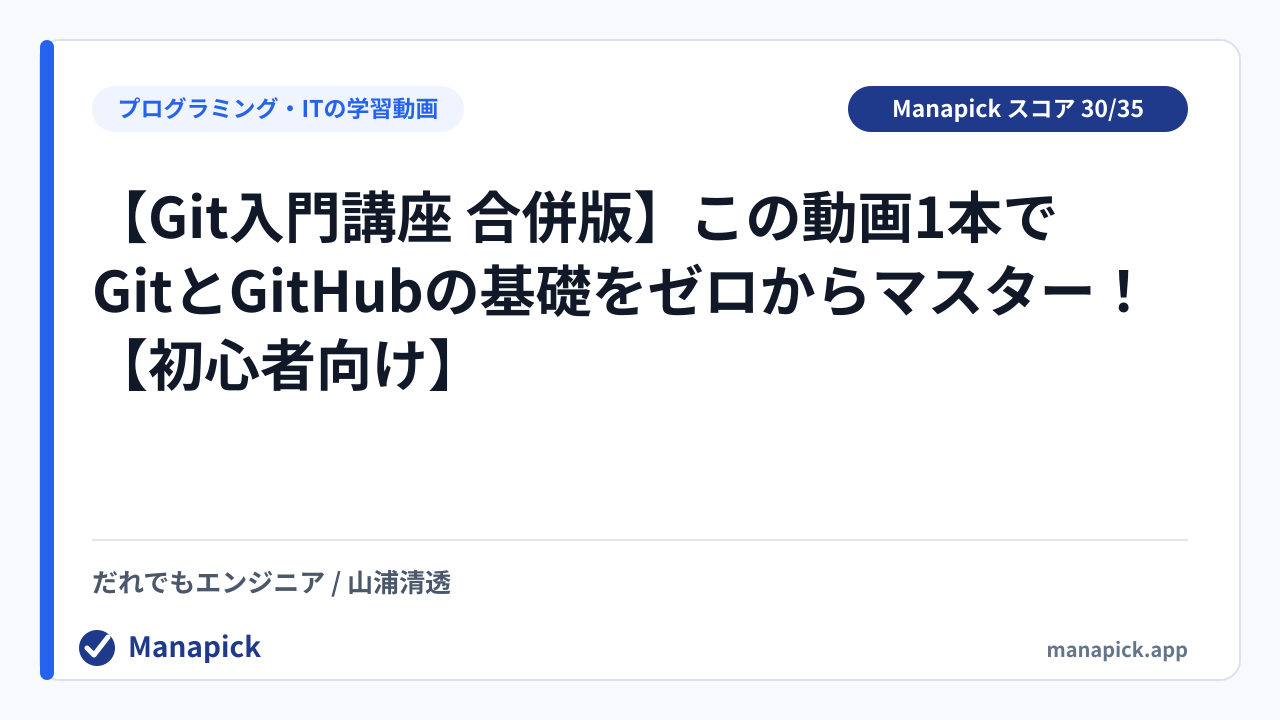 プログラミング・ITの学習動画
Manapick スコア 30/35
【Git入門講座 合併版】この動画1本で
GitとGitHubの基礎をゼロからマスター！
【初心者向け】
だれでもエンジニア / 山浦清透
Manapick
manapick.app